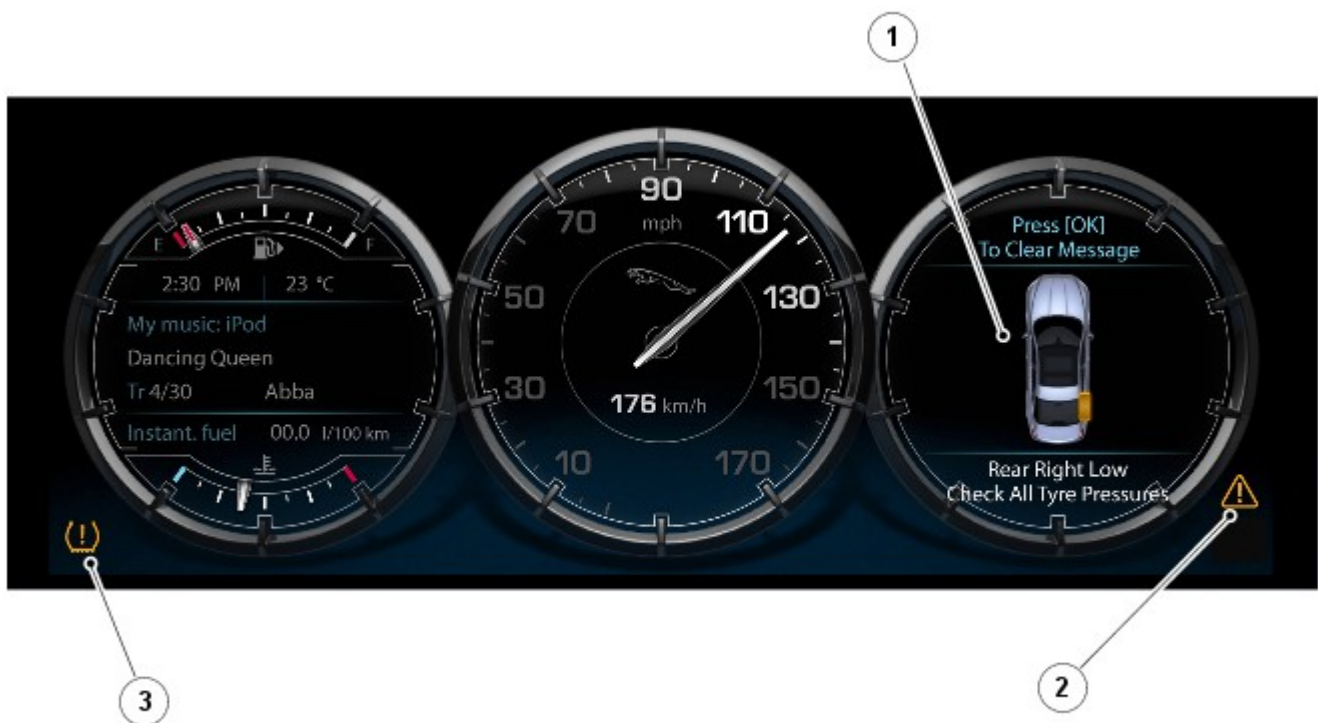 1
E F
2:30 PM 23 °C
My music: iPod
Dancing Queen
Tr 4/30 Abba
Instant. fuel 00.0 l/100 km
90
70 mph 110
50 130
30 150
176 km/h
10 170
Press [OK]
To Clear Message
Rear Right Low
Check All Tyre Pressures
3
2